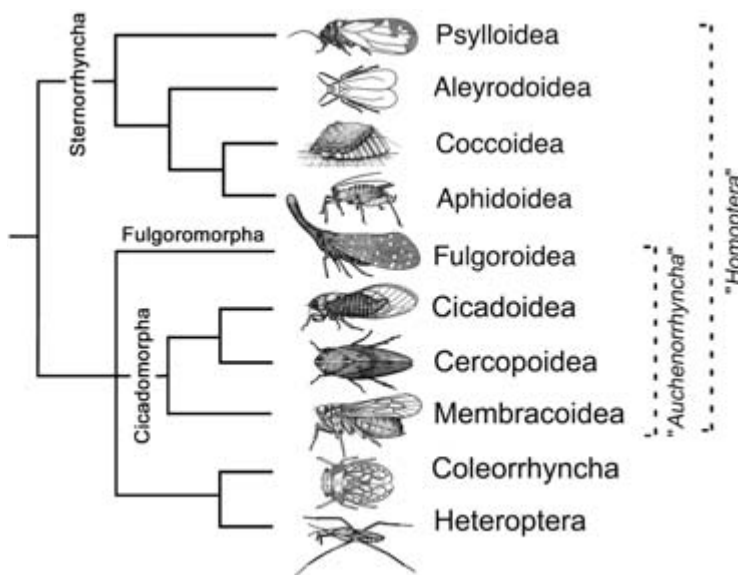 Psylloidea
Sternorrhyncha
Aleyrodoidea
Coccoidea
Aphidoidea
"Homoptera"
Fulgoromorpha
Fulgoroidea
"Auchenorrhyncha"
Cicadoidea
Cicadomorpha
Cercopoidea
Membracoidea
Coleorrhyncha
Heteroptera